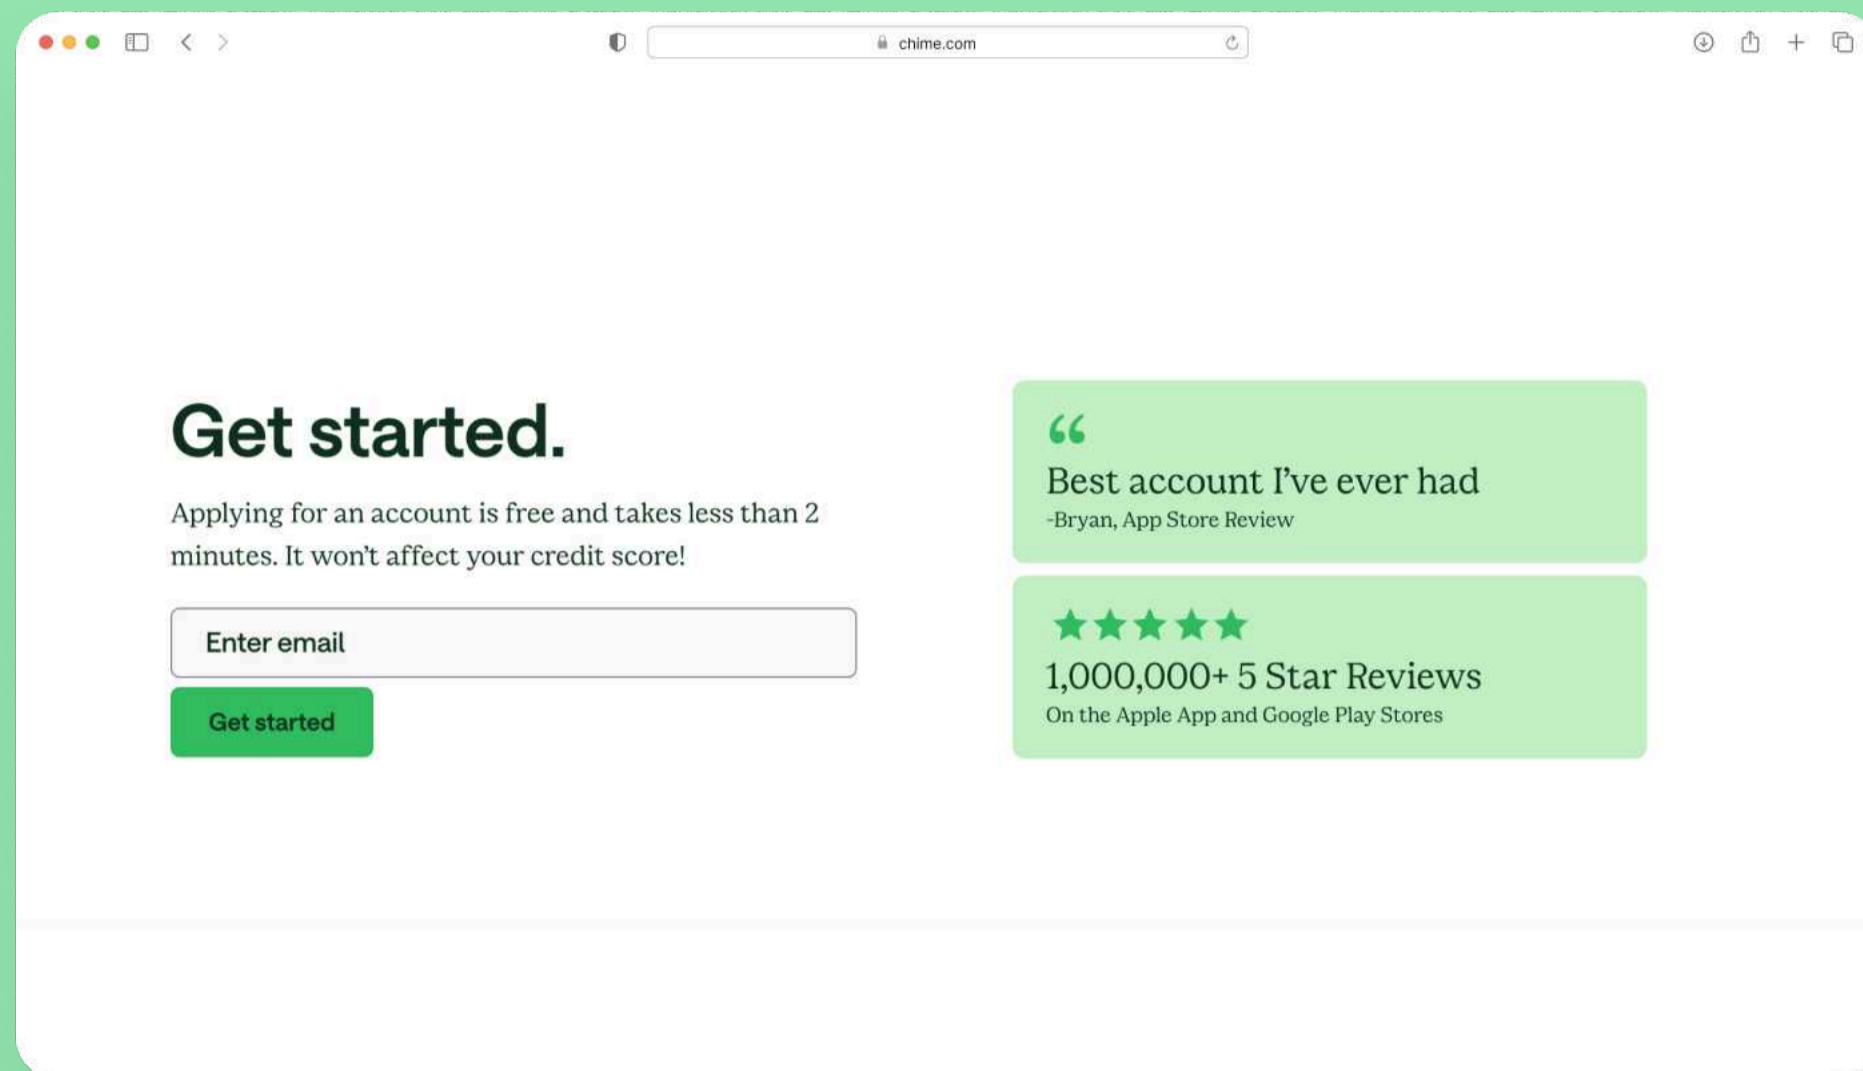 chime.com
Get started.
Applying for an account is free and takes less than 2
minutes. It won’t affect your credit score!
Enter email
Get started
“
Best account I’ve ever had
-Bryan, App Store Review
1,000,000+ 5 Star Reviews
On the Apple App and Google Play Stores